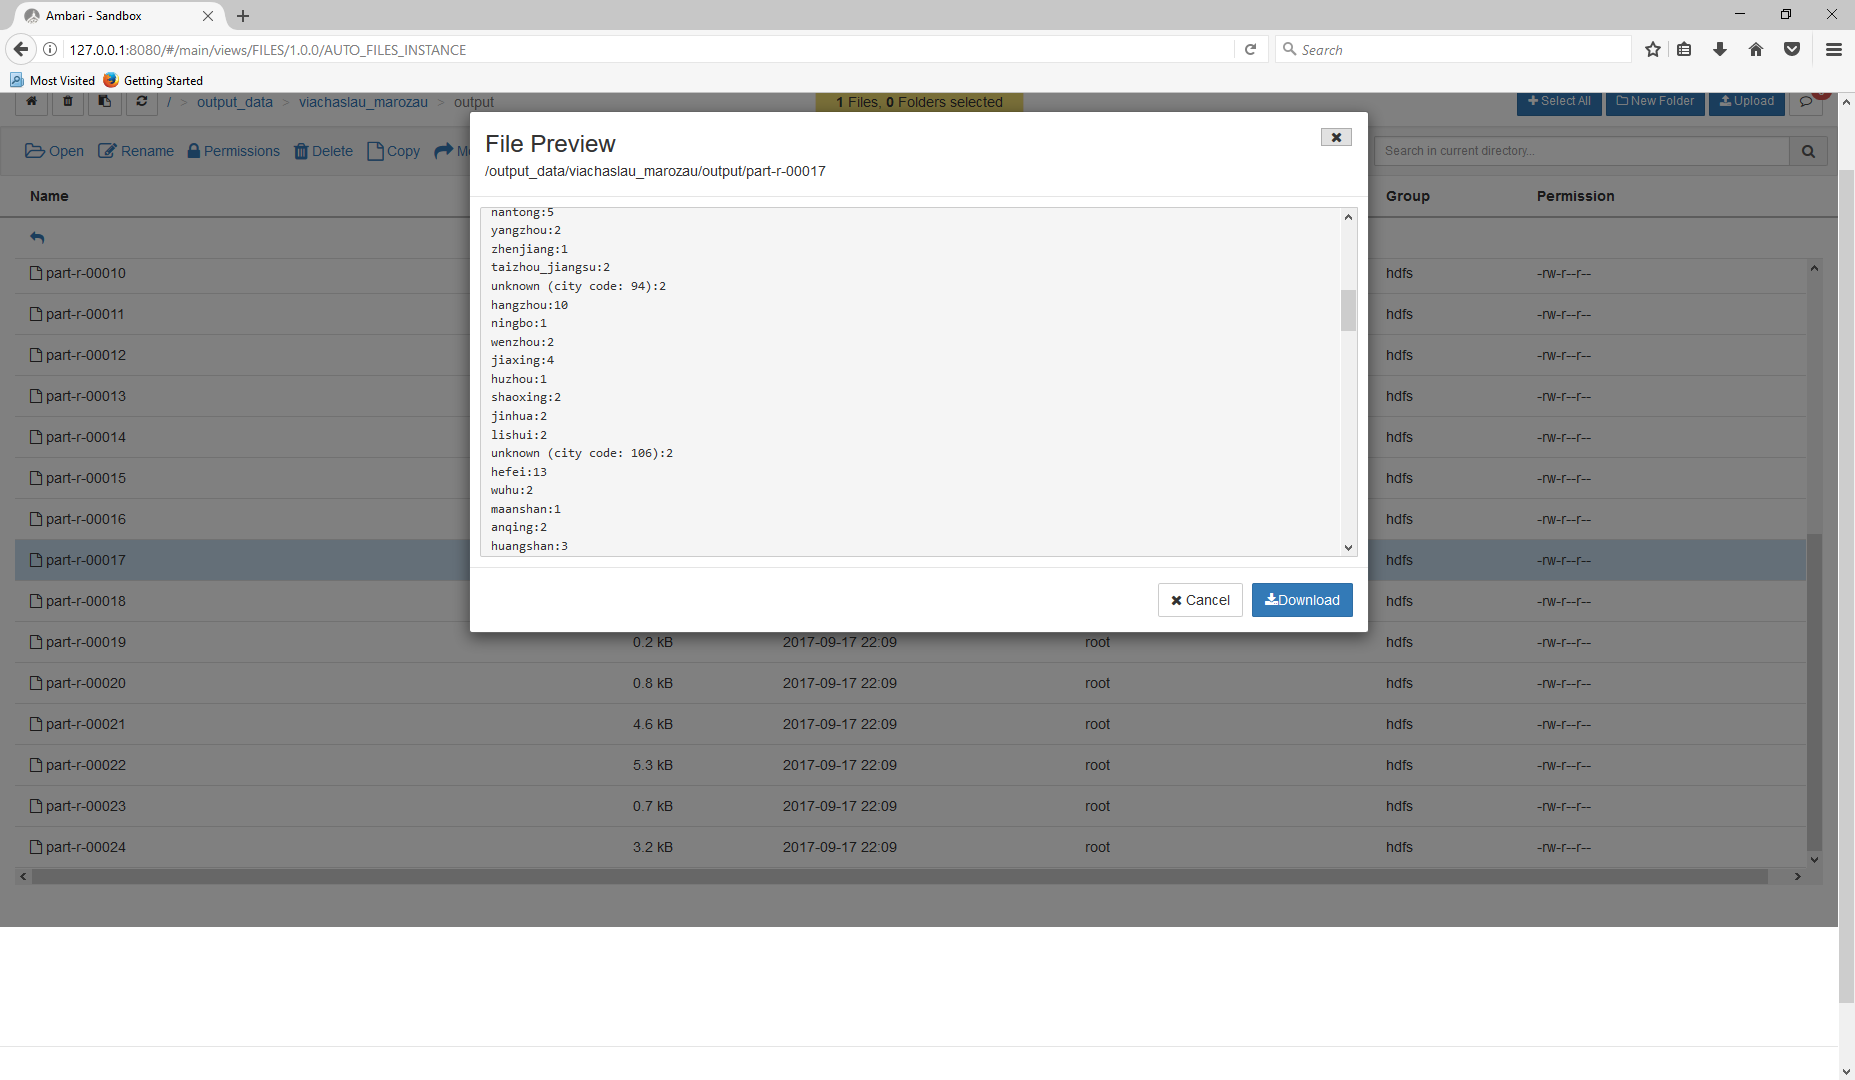 Ambari - Sandbox
127.0.0.1:8080/#/main/views/FILES/1.0.0/AUTO_FILES_INSTANCE
Search
Most Visited Getting Started
/ > output_data > viachaslau_marozau > output
1 Files, 0 Folders selected
Select All New Folder Upload
Open Rename Permissions Delete Copy
Search in current directory...
File Preview
/output_data/viachaslau_marozau/output/part-r-00017
nantong:5
yangzhou:2
zhenjiang:1
taizhou_jiangsu:2
unknown (city code: 94):2
hangzhou:10
ningbo:1
wenzhou:2
jiaxing:4
huzhou:1
shaoxing:2
jinhua:2
lishui:2
unknown (city code: 106):2
hefei:13
wuhu:2
maanshan:1
anqing:2
huangshan:3
Cancel Download
Name Group Permission
part-r-00010 hdfs -rw-r--r--
part-r-00011 hdfs -rw-r--r--
part-r-00012 hdfs -rw-r--r--
part-r-00013 hdfs -rw-r--r--
part-r-00014 hdfs -rw-r--r--
part-r-00015 hdfs -rw-r--r--
part-r-00016 hdfs -rw-r--r--
part-r-00017 hdfs -rw-r--r--
part-r-00018 hdfs -rw-r--r--
part-r-00019 0.2 kB 2017-09-17 22:09 root hdfs -rw-r--r--
part-r-00020 0.8 kB 2017-09-17 22:09 root hdfs -rw-r--r--
part-r-00021 4.6 kB 2017-09-17 22:09 root hdfs -rw-r--r--
part-r-00022 5.3 kB 2017-09-17 22:09 root hdfs -rw-r--r--
part-r-00023 0.7 kB 2017-09-17 22:09 root hdfs -rw-r--r--
part-r-00024 3.2 kB 2017-09-17 22:09 root hdfs -rw-r--r--